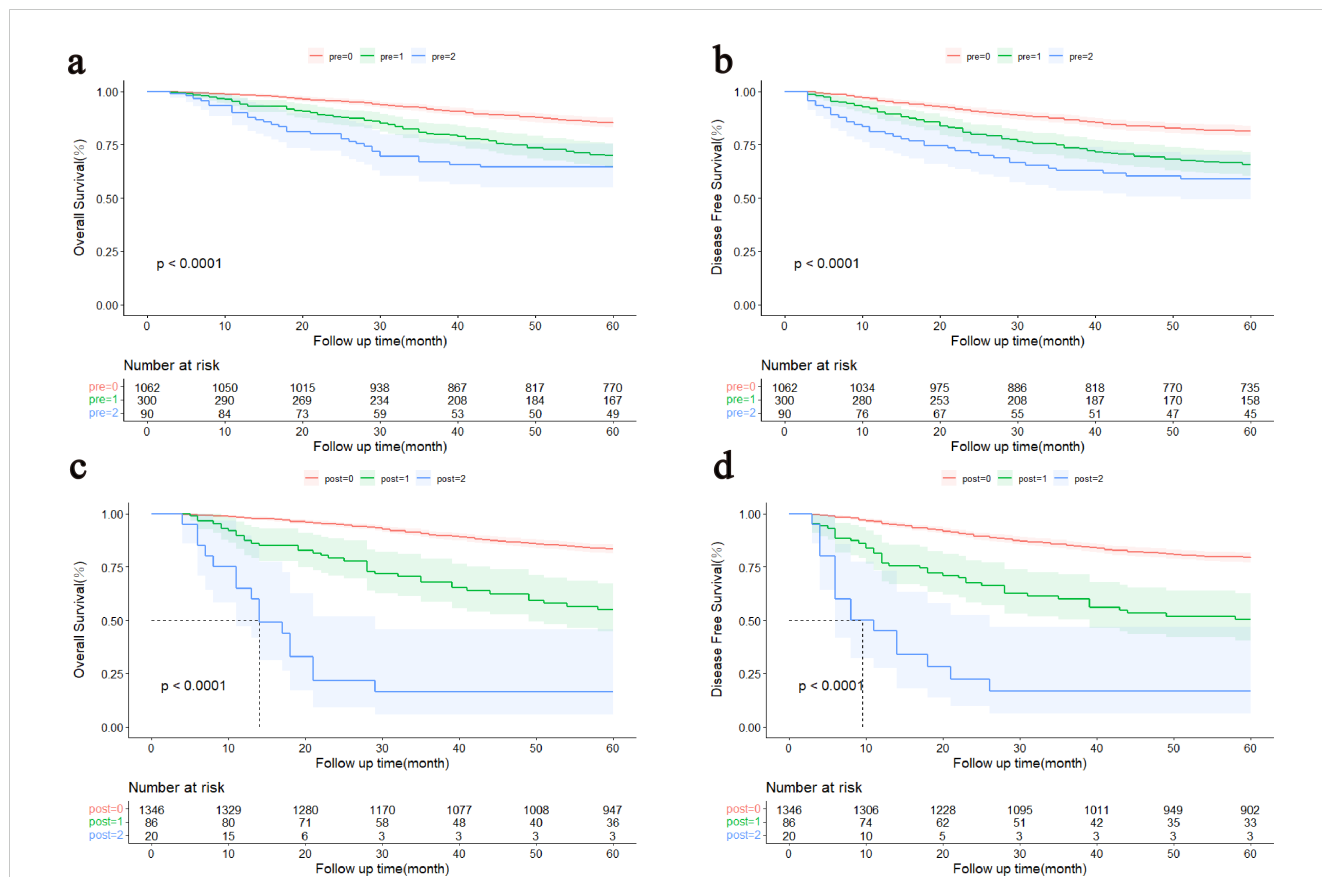 a
pre=0 pre=1 pre=2
Overall Survival(%)
1.00
0.75
0.50
0.25
0.00
p < 0.0001
0 10 20 30 40 50 60
Follow up time(month)
Number at risk
pre=0 1062 1050 1015 938 867 817 770
pre=1 300 290 269 234 208 184 167
pre=2 90 84 73 59 53 50 49
0 10 20 30 40 50 60
Follow up time(month)
b
pre=0 pre=1 pre=2
Disease Free Survival(%)
1.00
0.75
0.50
0.25
0.00
p < 0.0001
0 10 20 30 40 50 60
Follow up time(month)
Number at risk
pre=0 1062 1034 975 886 818 770 735
pre=1 300 280 253 208 187 170 158
pre=2 90 76 67 55 51 47 45
0 10 20 30 40 50 60
Follow up time(month)
c
post=0 post=1 post=2
Overall Survival(%)
1.00
0.75
0.50
0.25
0.00
p < 0.0001
0 10 20 30 40 50 60
Follow up time(month)
Number at risk
post=0 1346 1329 1280 1170 1077 1008 947
post=1 86 80 71 58 48 40 36
post=2 20 15 6 3 3 3 3
0 10 20 30 40 50 60
Follow up time(month)
d
post=0 post=1 post=2
Disease Free Survival(%)
1.00
0.75
0.50
0.25
0.00
p < 0.0001
0 10 20 30 40 50 60
Follow up time(month)
Number at risk
post=0 1346 1306 1228 1095 1011 949 902
post=1 86 74 62 51 42 35 33
post=2 20 10 5 3 3 3 3
0 10 20 30 40 50 60
Follow up time(month)